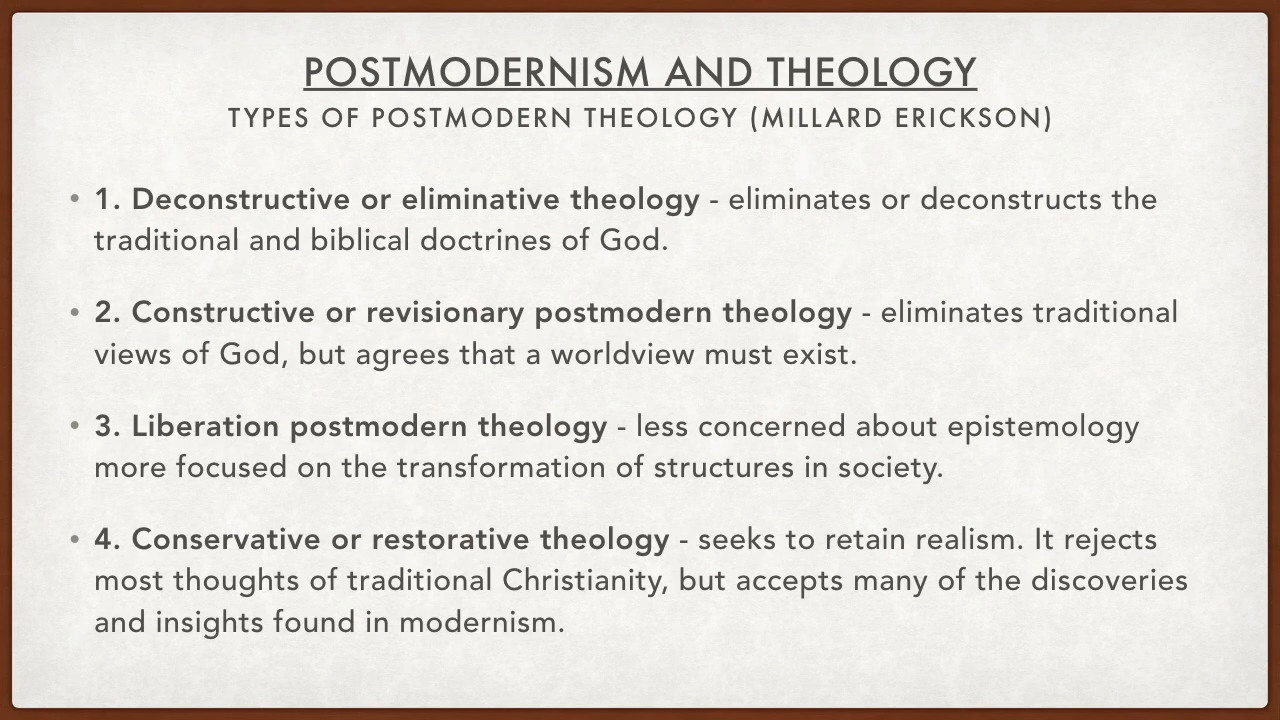 POSTMODERNISM AND THEOLOGY
TYPES OF POSTMODERN THEOLOGY (MILLARD ERICKSON)
• 1. Deconstructive or eliminative theology - eliminates or deconstructs the
traditional and biblical doctrines of God.
• 2. Constructive or revisionary postmodern theology - eliminates traditional
views of God, but agrees that a worldview must exist.
• 3. Liberation postmodern theology - less concerned about epistemology
more focused on the transformation of structures in society.
• 4. Conservative or restorative theology - seeks to retain realism. It rejects
most thoughts of traditional Christianity, but accepts many of the discoveries
and insights found in modernism.